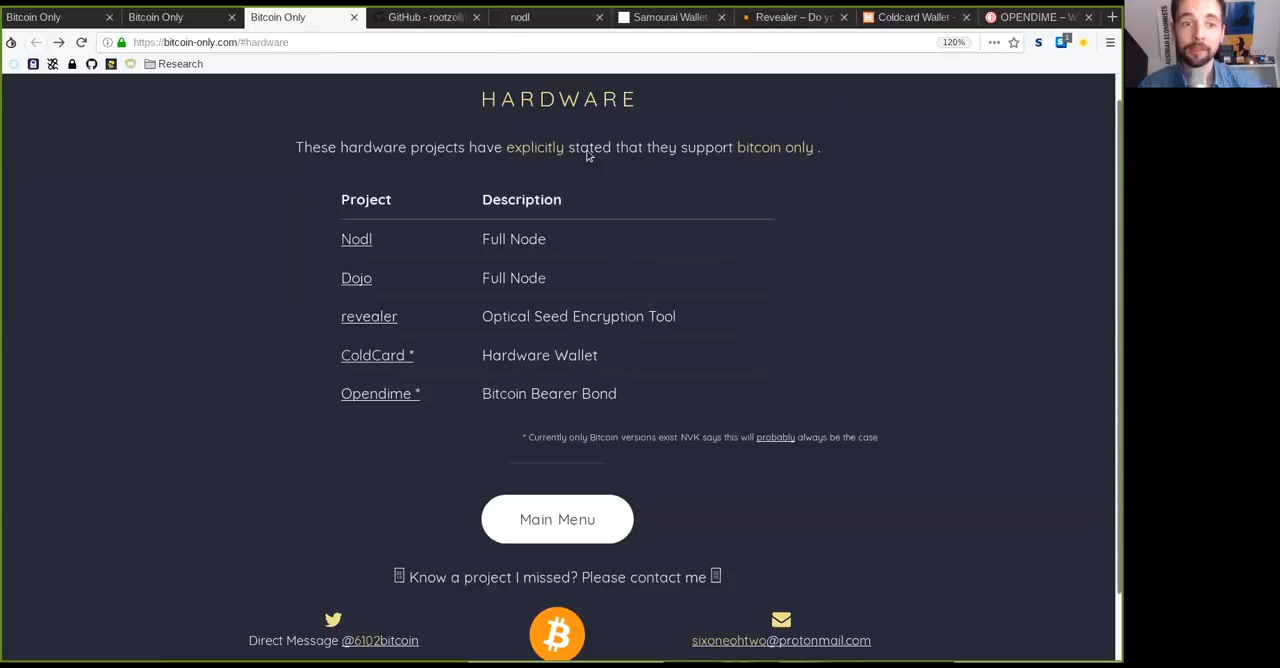 Bitcoin Only
Bitcoin Only
Bitcoin Only
GitHub - rootzoll/
nodl
Samourai Wallet
Revealer – Do yo
Coldcard Wallet -
OPENDIME – W
https://bitcoin-only.com/#hardware
120%
Research
HARDWARE
These hardware projects have explicitly stated that they support bitcoin only .
Project Description
Nodl Full Node
Dojo Full Node
revealer Optical Seed Encryption Tool
ColdCard * Hardware Wallet
Opendime * Bitcoin Bearer Bond
* Currently only Bitcoin versions exist NVK says this will probably always be the case
Main Menu
Know a project I missed? Please contact me
Direct Message @6102bitcoin
sixoneohtwo@protonmail.com
AUSTRIAN ECONOMISTS